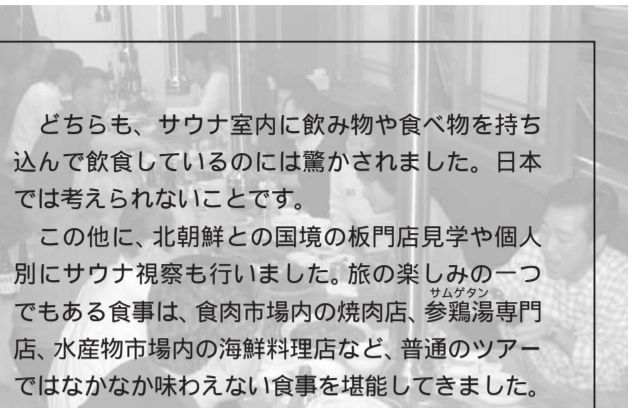 どちらも、サウナ室内に飲み物や食べ物を持ち
込んで飲食しているのには驚かされました。日本
では考えられないことです。
この他に、北朝鮮との国境の板門店見学や個人
別にサウナ視察も行いました。旅の楽しみの一つ
でもある食事は、食肉市場内の焼肉店、参鶏湯専門
サムゲタン
店、水産物市場内の海鮮料理店など、普通のツアー
ではなかなか味わえない食事を堪能してきました。